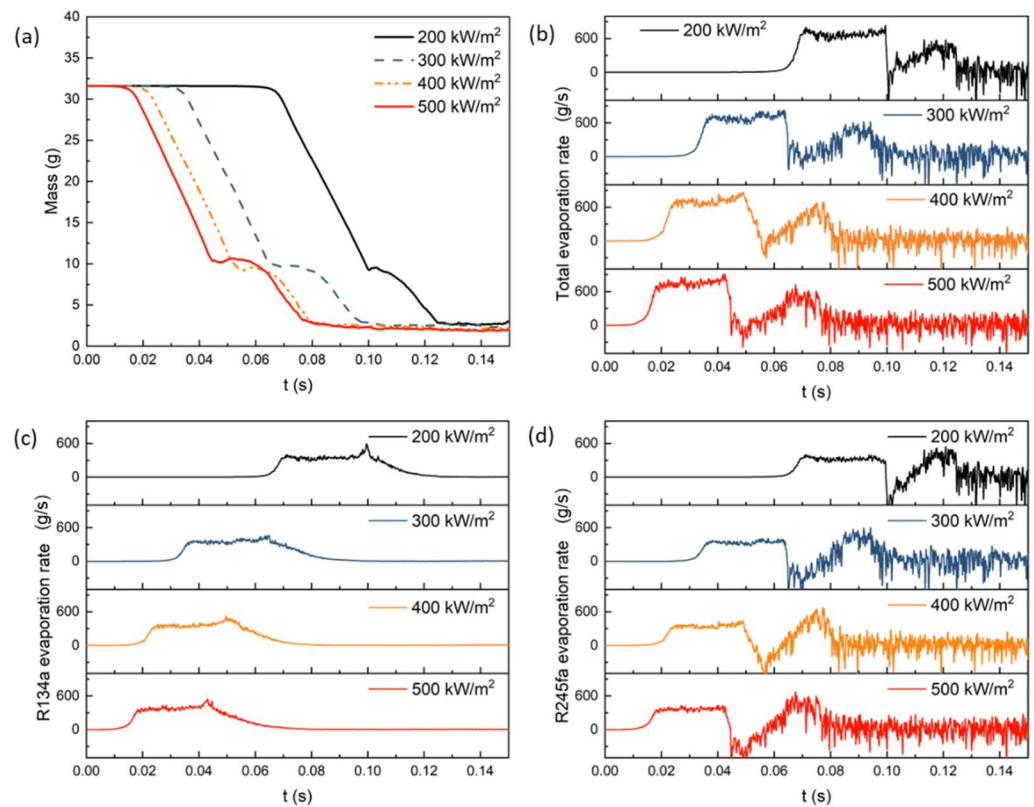 (a)
40
35
30
25
20
15
10
5
0
Mass (g)
200 kW/m²
300 kW/m²
400 kW/m²
500 kW/m²
0.00 0.02 0.04 0.06 0.08 0.10 0.12 0.14
t (s)
(b)
Total evaporation rate (g/s)
600
0
200 kW/m²
600
0
300 kW/m²
600
0
400 kW/m²
600
0
500 kW/m²
0.00 0.02 0.04 0.06 0.08 0.10 0.12 0.14
t (s)
(c)
R134a evaporation rate (g/s)
600
0
200 kW/m²
600
0
300 kW/m²
600
0
400 kW/m²
600
0
500 kW/m²
0.00 0.02 0.04 0.06 0.08 0.10 0.12 0.14
t (s)
(d)
R245fa evaporation rate (g/s)
600
0
200 kW/m²
600
0
300 kW/m²
600
0
400 kW/m²
600
0
500 kW/m²
0.00 0.02 0.04 0.06 0.08 0.10 0.12 0.14
t (s)